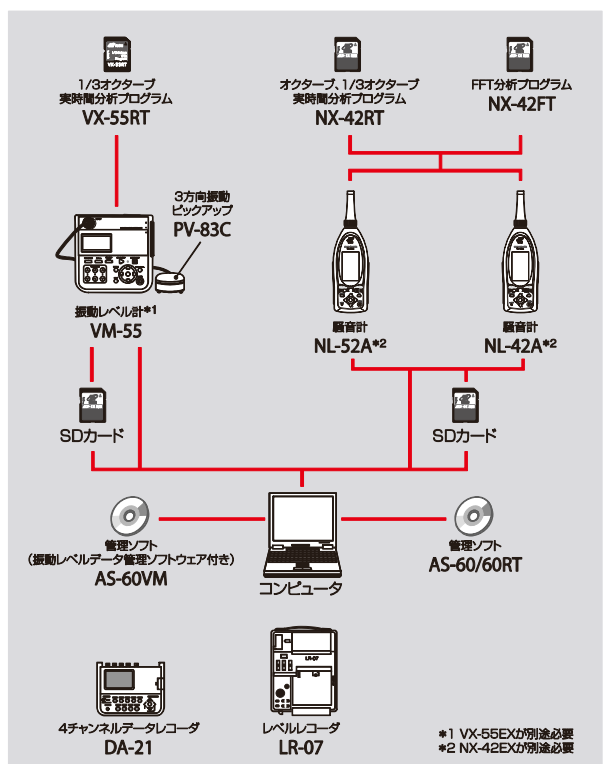 VX-55RT
1/3オクターブ
実時間分析プログラム
VX-55RT
オクターブ、1/3オクターブ
実時間分析プログラム
NX-42RT
FFT分析プログラム
NX-42FT
3方向振動
ピックアップ
PV-83C
振動レベル計*1
VM-55
騒音計
NL-52A*2
騒音計
NL-42A*2
SDカード
SDカード
管理ソフト
(振動レベルデータ管理ソフトウェア付き)
AS-60VM
コンピュータ
管理ソフト
AS-60/60RT
LR-07
4チャンネルデータレコーダ
DA-21
レベルレコーダ
LR-07
*1 VX-55EXが別途必要
*2 NX-42EXが別途必要